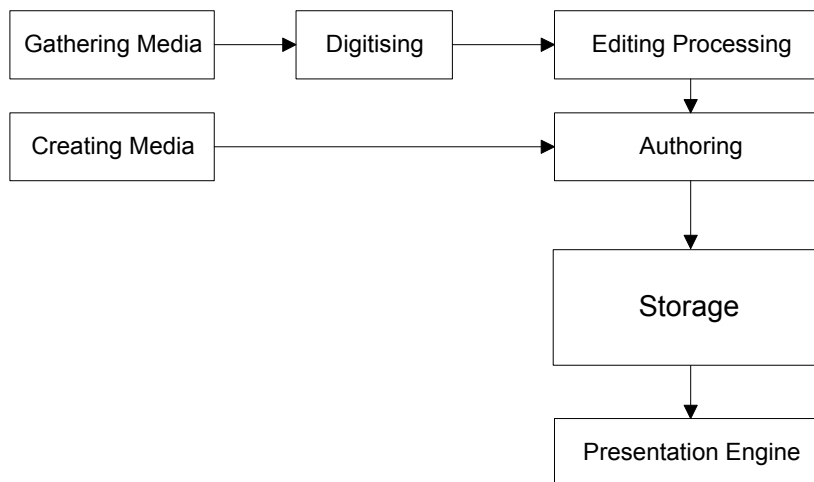 Gathering Media
Digitising
Editing Processing
Creating Media
Authoring
Storage
Presentation Engine